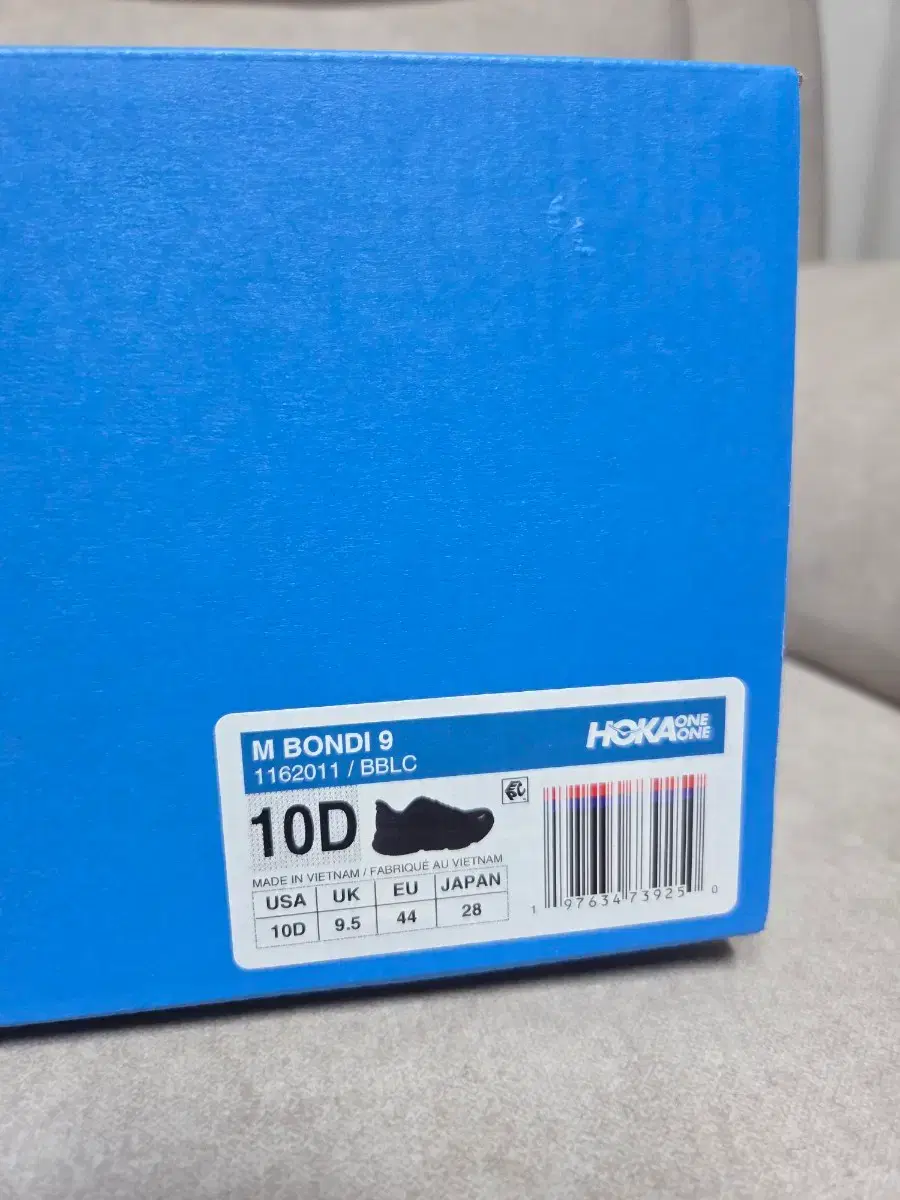 M BONDI 9
1162011 / BBLC
HOKA ONE ONE
10D
MADE IN VIETNAM / FABRIQUÉ AU VIETNAM
USA UK EU JAPAN
10D 9.5 44 28
1 97634 73925 0